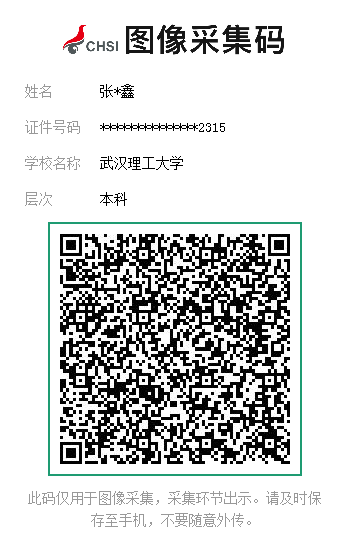 CHSI 图像采集码
姓名 张*鑫
证件号码 **************2315
学校名称 武汉理工大学
层次 本科
此码仅用于图像采集，采集环节出示。请及时保
存至手机，不要随意外传。